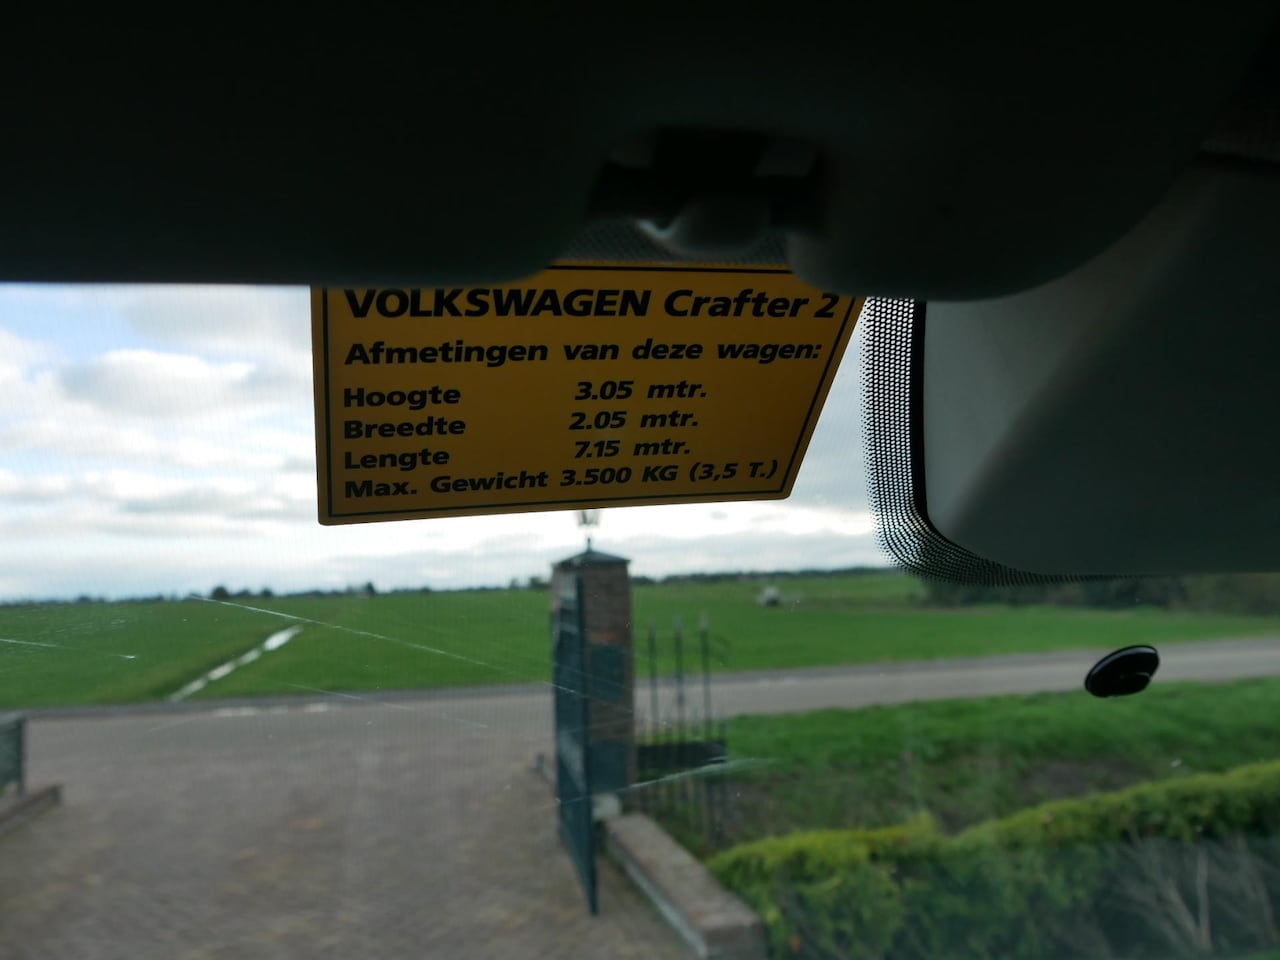 VOLKSWAGEN Crafter 2
Afmetingen van deze wagen:
Hoogte 3.05 mtr.
Breedte 2.05 mtr.
Lengte 7.15 mtr.
Max. Gewicht 3.500 KG (3,5 T.)